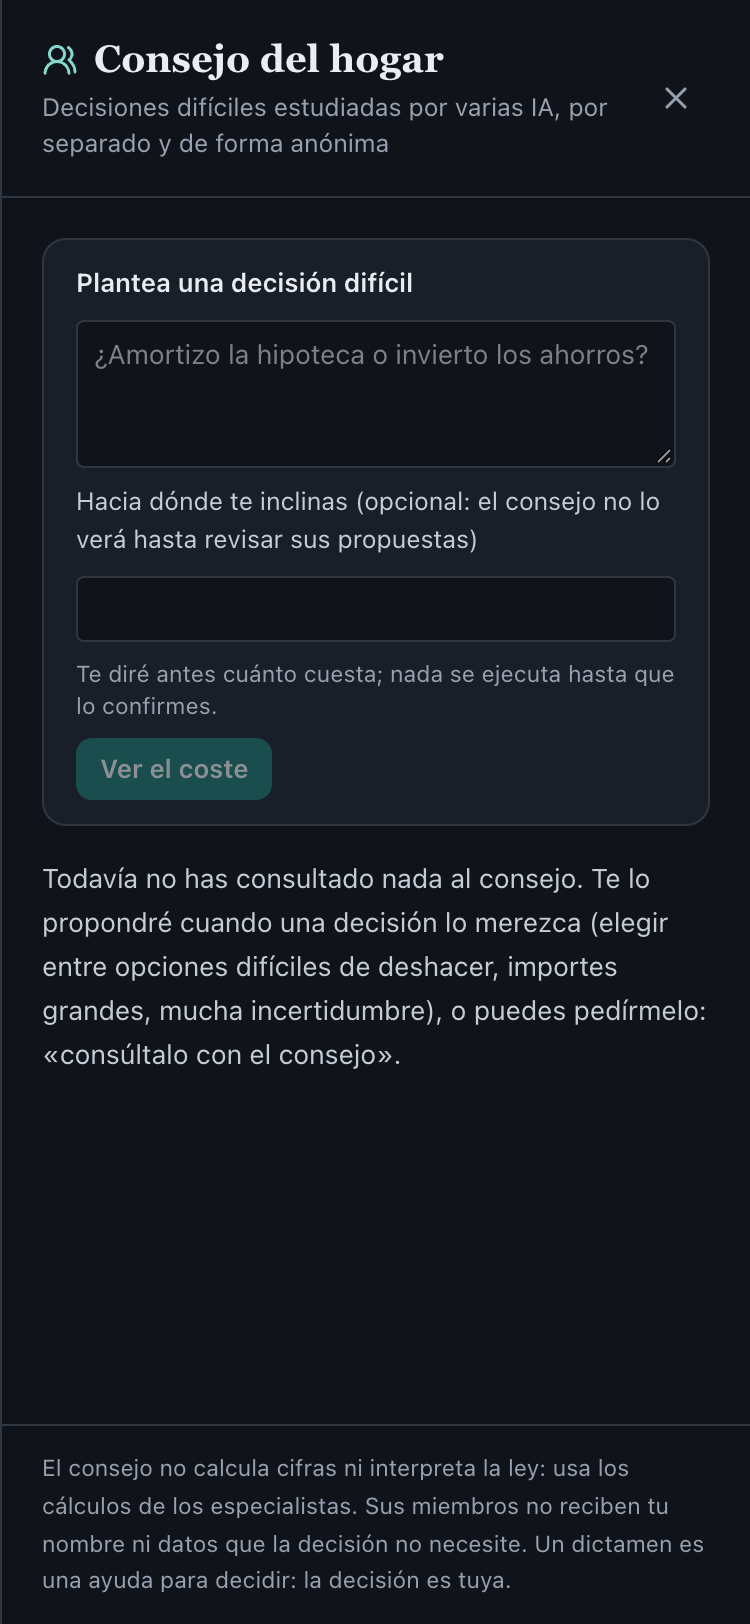 Consejo del hogar
Decisiones difíciles estudiadas por varias IA, por
separado y de forma anónima
Plantea una decisión difícil
¿Amortizo la hipoteca o invierto los ahorros?
Hacia dónde te inclinas (opcional: el consejo no lo
verá hasta revisar sus propuestas)
Te diré antes cuánto cuesta; nada se ejecuta hasta que
lo confirmes.
Ver el coste
Todavía no has consultado nada al consejo. Te lo
propondré cuando una decisión lo merezca (elegir
entre opciones difíciles de deshacer, importes
grandes, mucha incertidumbre), o puedes pedírmelo:
«consúltalo con el consejo».
El consejo no calcula cifras ni interpreta la ley: usa los
cálculos de los especialistas. Sus miembros no reciben tu
nombre ni datos que la decisión no necesite. Un dictamen es
una ayuda para decidir: la decisión es tuya.